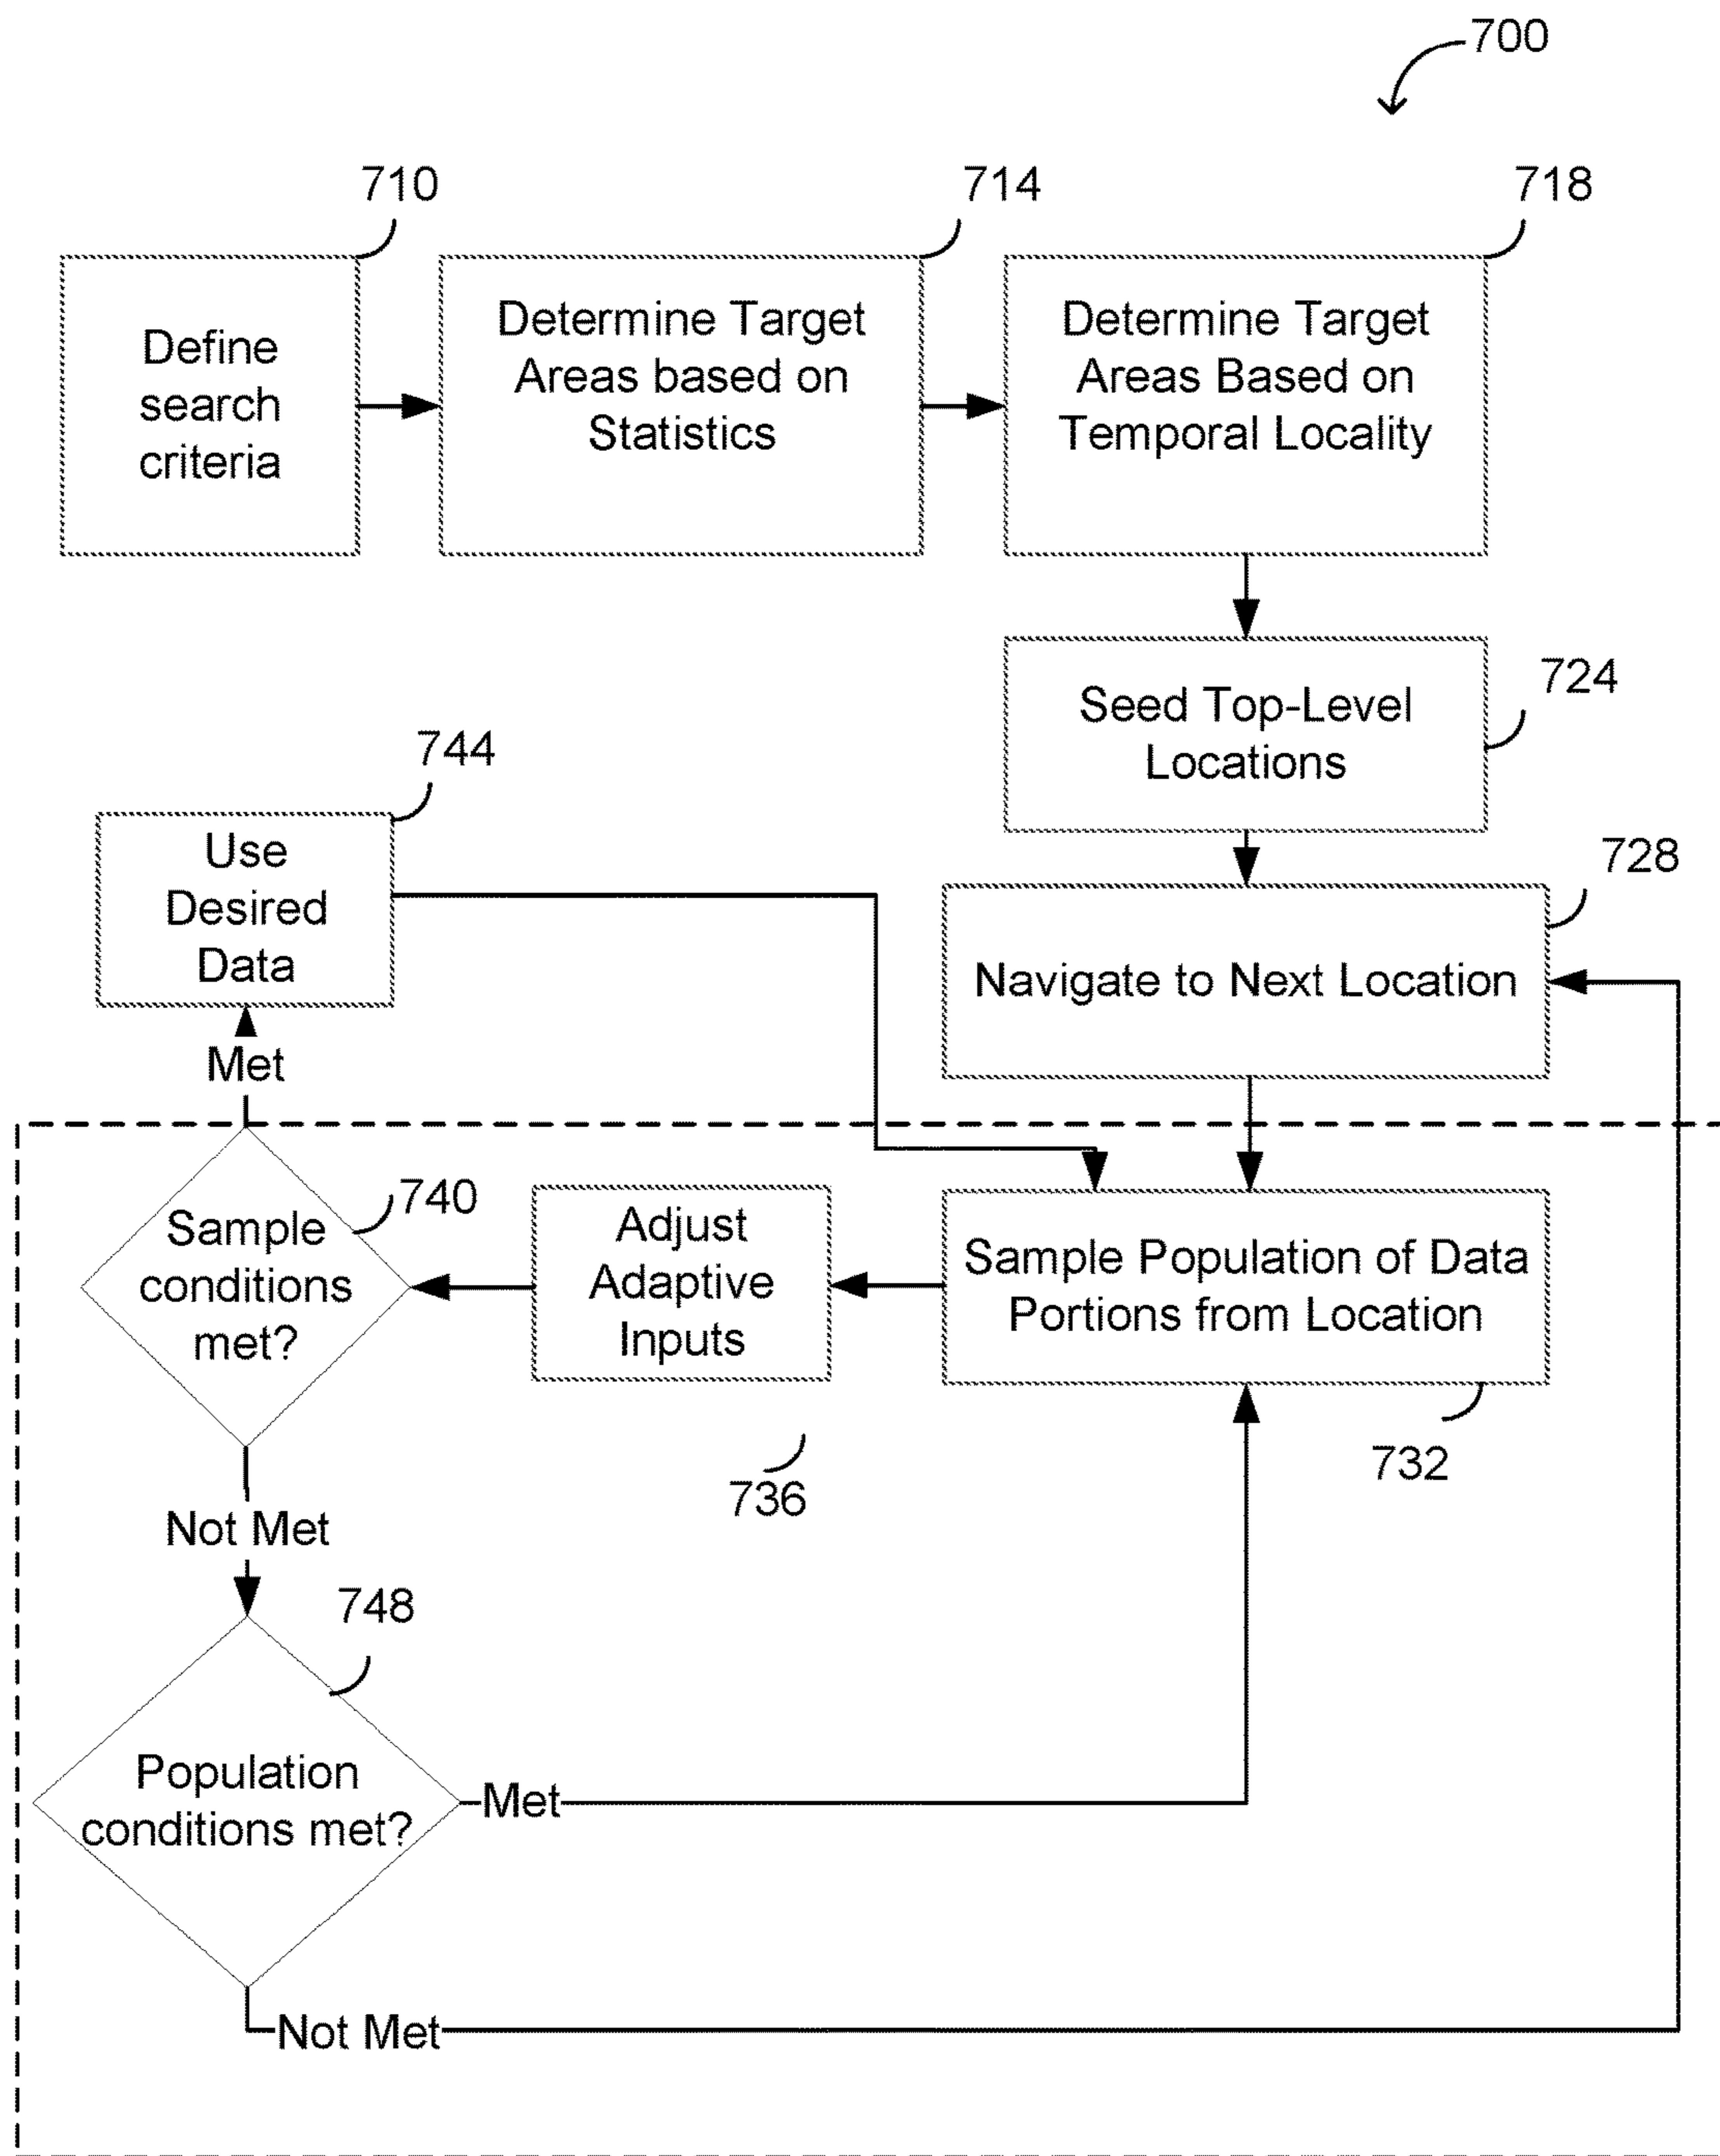 700
710
714
718
Define
search
criteria
Determine Target
Areas based on
Statistics
Determine Target
Areas Based on
Temporal Locality
724
Seed Top-Level
Locations
744
Use
Desired
Data
728
Navigate to Next Location
Met
740
Sample
conditions
met?
Adjust
Adaptive
Inputs
Sample Population of Data
Portions from Location
736
732
Not Met
748
Population
conditions met?
Met
Not Met